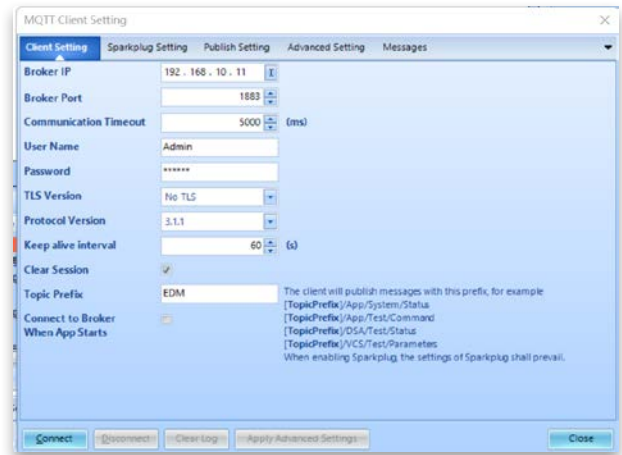 MQTT Client Setting
Client Setting Sparkplug Setting Publish Setting Advanced Setting Messages
Broker IP 192 . 168 . 10 . 11
Broker Port 1883
Communication Timeout 5000 (ms)
User Name Admin
Password ******
TLS Version No TLS
Protocol Version 3.1.1
Keep alive interval 60 (s)
Clear Session
Topic Prefix EDM
Connect to Broker
When App Starts
The client will publish messages with this prefix, for example
[TopicPrefix]/App/System/Status
[TopicPrefix]/App/Test/Command
[TopicPrefix]/DSA/Test/Status
[TopicPrefix]/VCS/Test/Parameters
When enabling Sparkplug, the settings of Sparkplug shall prevail.
Connect Disconnect Clear Log Apply Advanced Settings Close